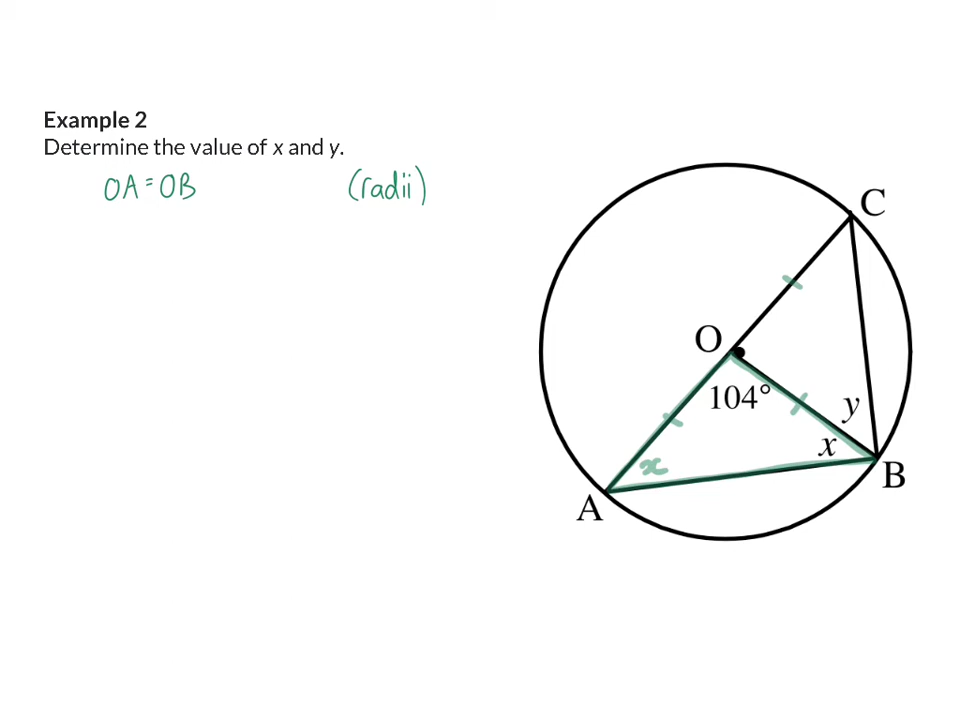 Example 2
Determine the value of x and y.
OA = OB (radii)
C
O
104°
y
x
x
B
A